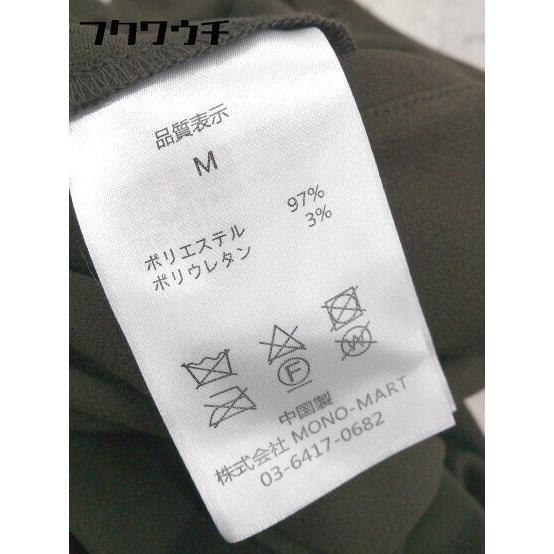 フクワウチ
品質表示
M
ポリエステル 97%
ポリウレタン 3%
F
W
中国製
株式会社 MONO-MART
03-6417-0682